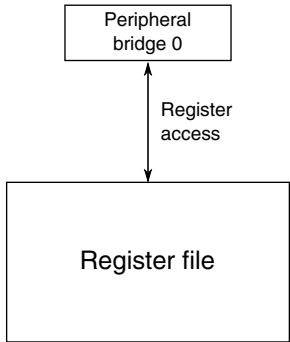 Peripheral
bridge 0
Register
access
Register file